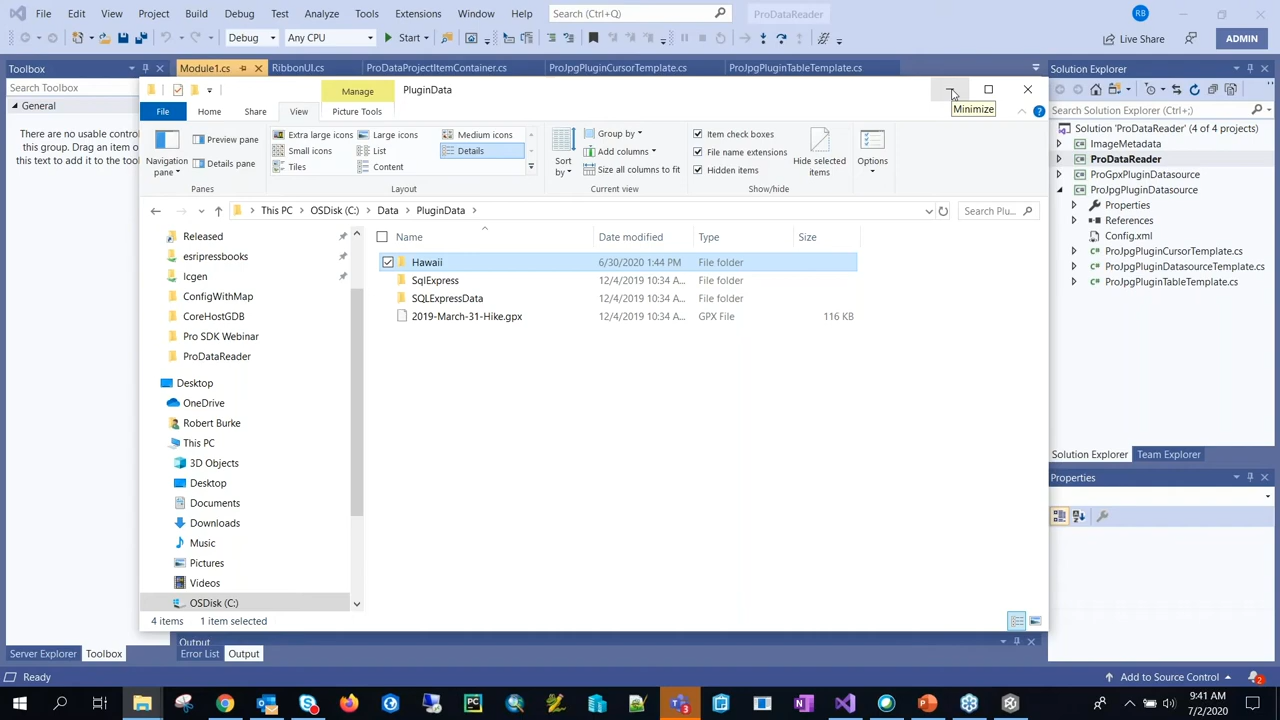 File Edit View Project Build Debug Test Analyze Tools Extensions Window Help Search (Ctrl+Q) ProDataReader RB
Debug Any CPU Start Live Share ADMIN
Toolbox Module1.cs RibbonUI.cs ProDataProjectItemContainer.cs ProJpgPluginCursorTemplate.cs ProJpgPluginTableTemplate.cs Solution Explorer
Search Toolbox Manage PluginData Search Solution Explorer (Ctrl+;)
General File Home Share View Picture Tools Minimize
There are no usable control
this group. Drag an item o
this text to add it to the tool
Navigation pane Preview pane Details pane Panes
Extra large icons Large icons Medium icons
Small icons List Details
Tiles Content
Layout
Sort by Group by Add columns Size all columns to fit Current view
Item check boxes File name extensions Hidden items Hide selected items Show/hide Options
This PC OSDisk (C:) Data PluginData Search Plu...
Name Date modified Type Size
Hawaii 6/30/2020 1:44 PM File folder
SqlExpress 12/4/2019 10:34 A... File folder
SQLExpressData 12/4/2019 10:34 A... File folder
2019-March-31-Hike.gpx 12/4/2019 10:34 A... GPX File 116 KB
Released
esripressbooks
Icgen
ConfigWithMap
CoreHostGDB
Pro SDK Webinar
ProDataReader
Desktop
OneDrive
Robert Burke
This PC
3D Objects
Desktop
Documents
Downloads
Music
Pictures
Videos
OSDisk (C:)
4 items 1 item selected
Solution 'ProDataReader' (4 of 4 projects)
ImageMetadata
ProDataReader
ProGpxPluginDatasource
ProJpgPluginDatasource
Properties
References
Config.xml
ProJpgPluginCursorTemplate.cs
ProJpgPluginDatasourceTemplate.cs
ProJpgPluginTableTemplate.cs
Solution Explorer Team Explorer
Properties
Output
Server Explorer Toolbox Error List Output
Ready Add to Source Control 2
9:41 AM
7/2/2020